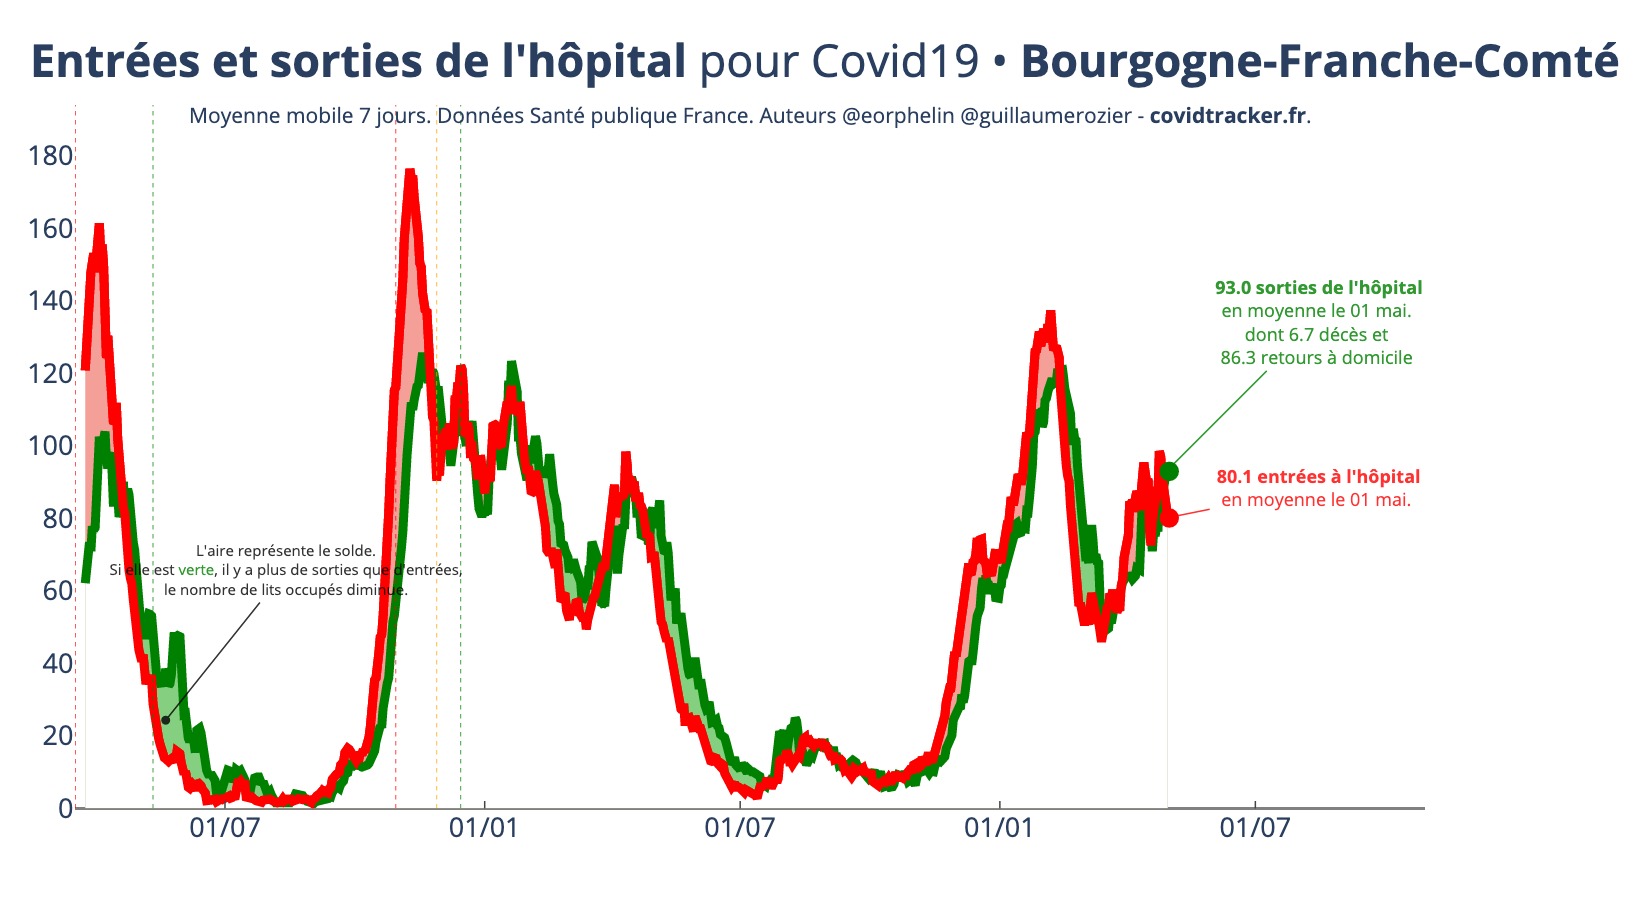 Entrées et sorties de l'hôpital pour Covid19 • Bourgogne-Franche-Comté
Moyenne mobile 7 jours. Données Santé publique France. Auteurs @eorphelin @guillaumerozier - covidtracker.fr.
180
160
140
120
100
80
60
40
20
0
93.0 sorties de l'hôpital
en moyenne le 01 mai.
dont 6.7 décès et
86.3 retours à domicile
80.1 entrées à l'hôpital
en moyenne le 01 mai.
L'aire représente le solde.
Si elle est verte, il y a plus de sorties que d'entrées,
le nombre de lits occupés diminue.
01/07
01/01
01/07
01/01
01/07